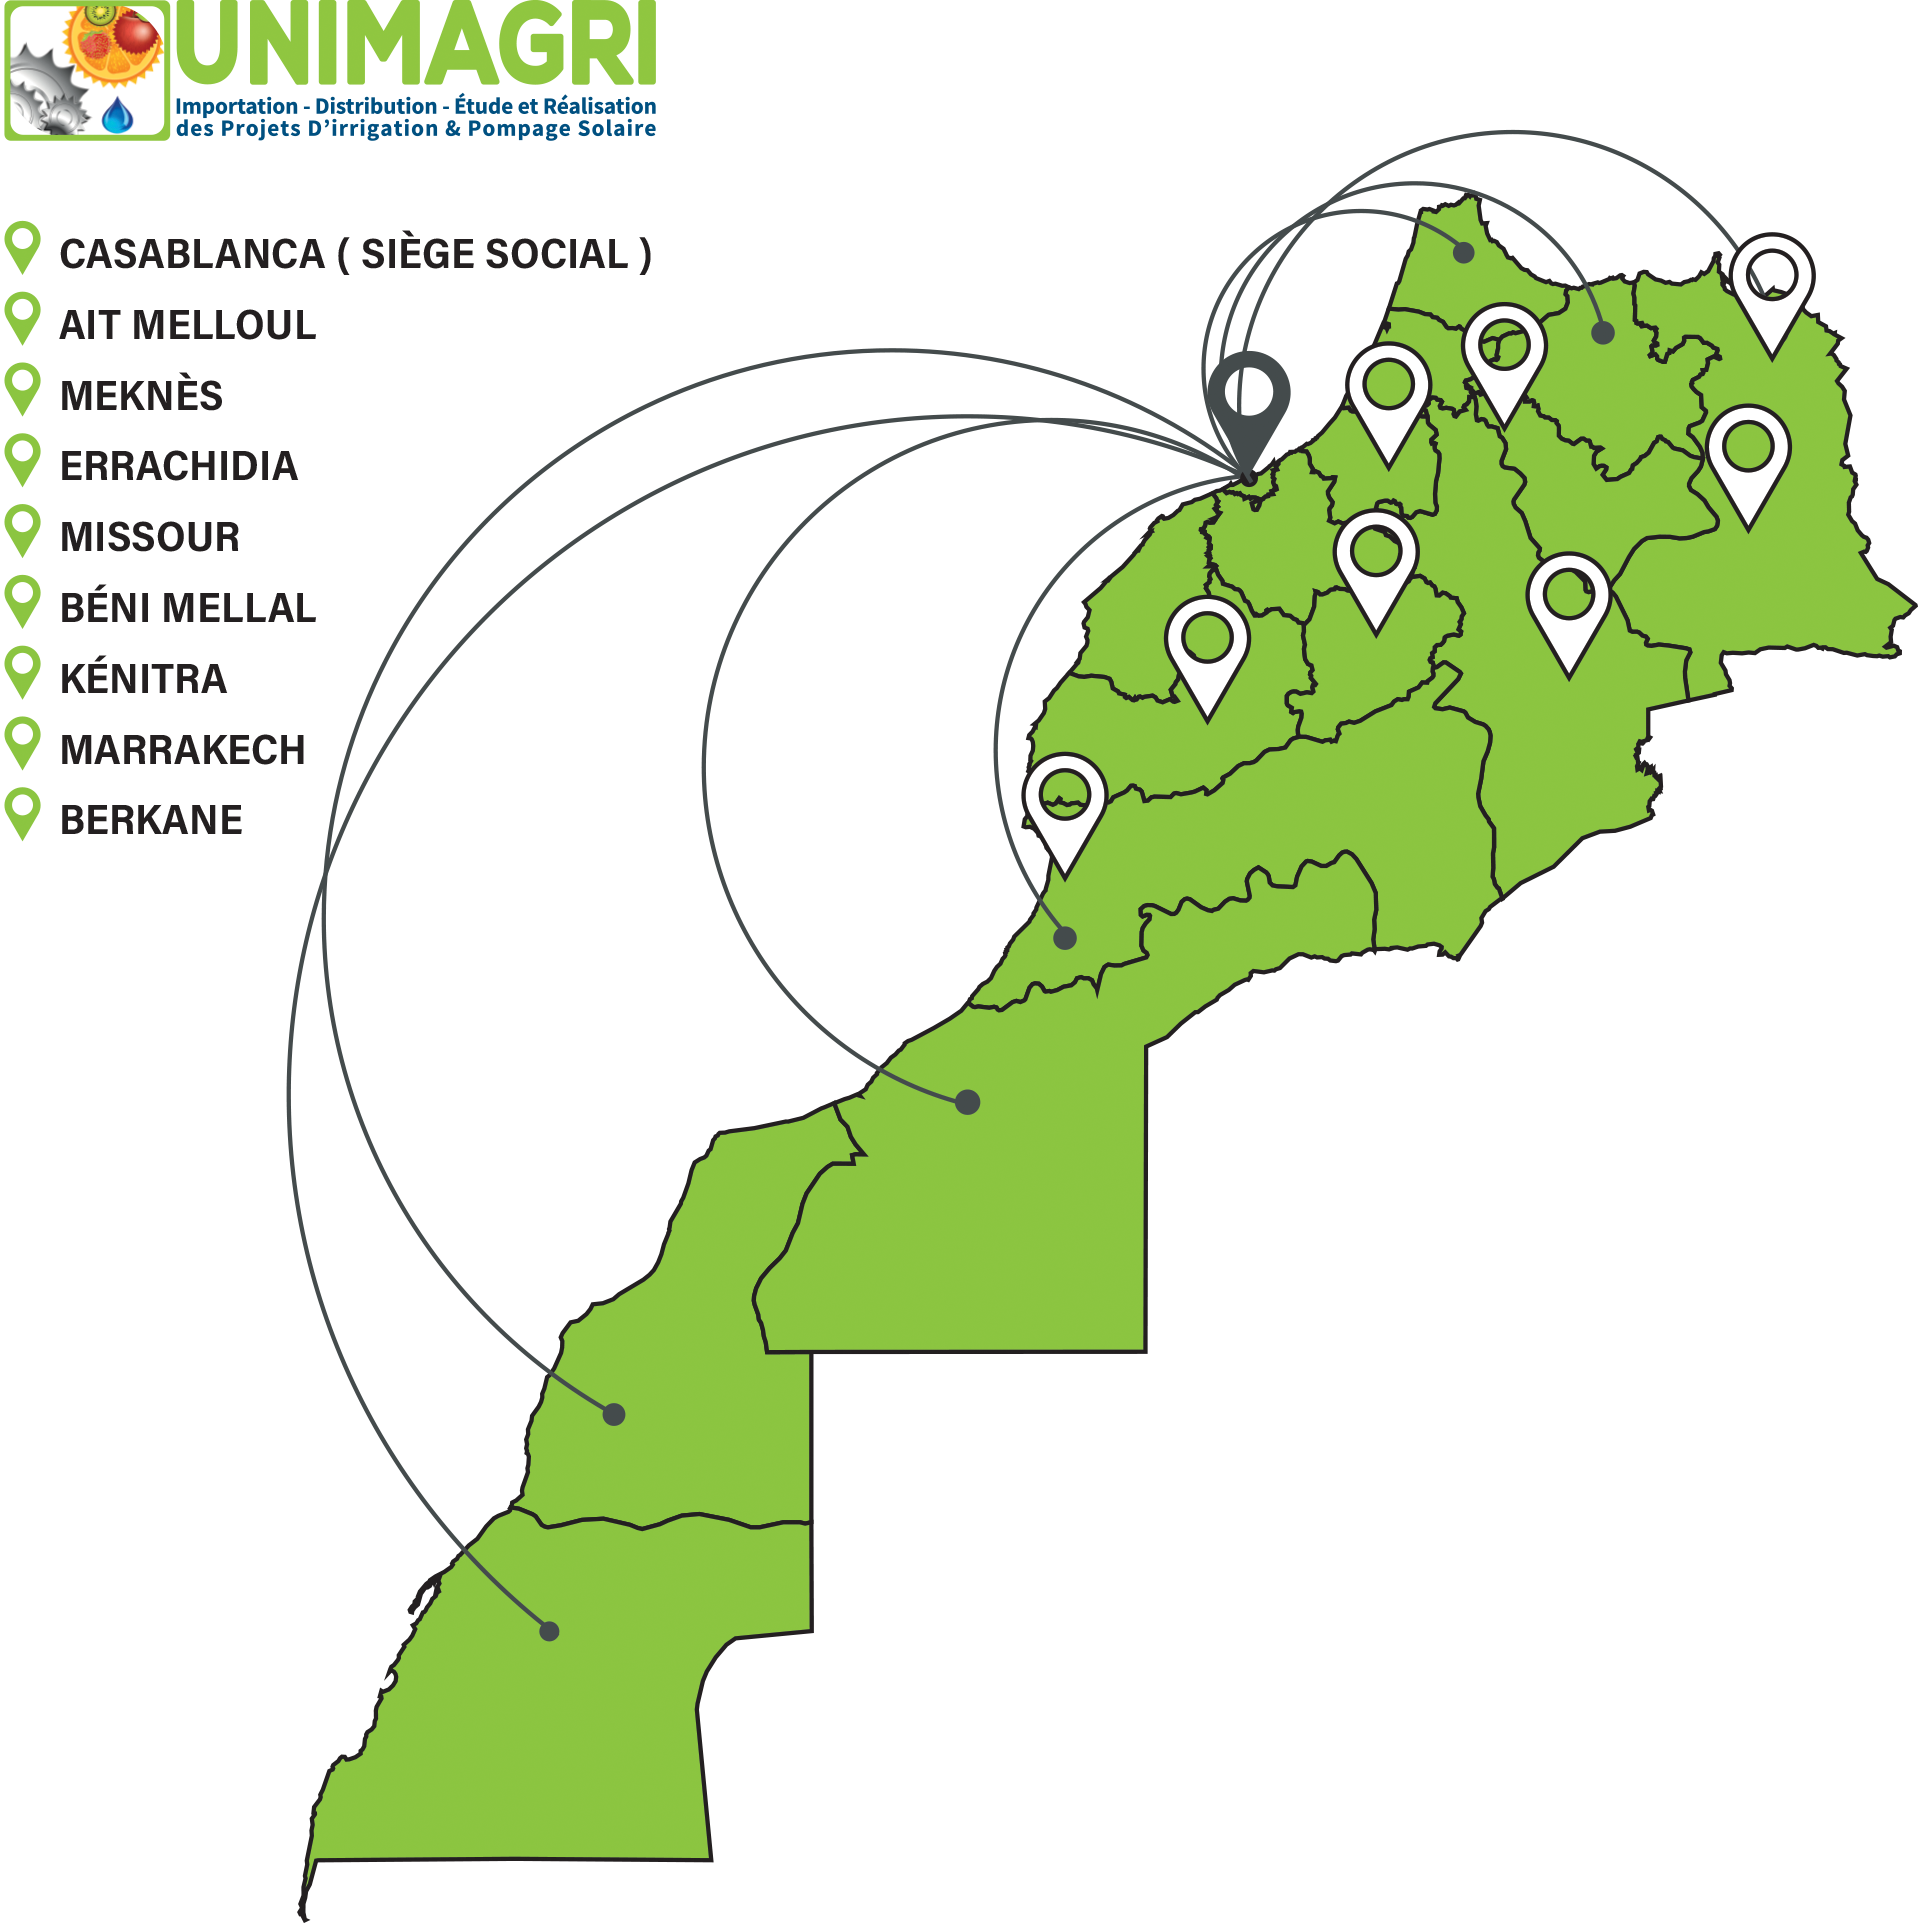 UNIMAGRI
Importation - Distribution - Étude et Réalisation
des Projets D'irrigation & Pompage Solaire
CASABLANCA ( SIÈGE SOCIAL )
AIT MELLOUL
MEKNÈS
ERRACHIDIA
MISSOUR
BÉNI MELLAL
KÉNITRA
MARRAKECH
BERKANE